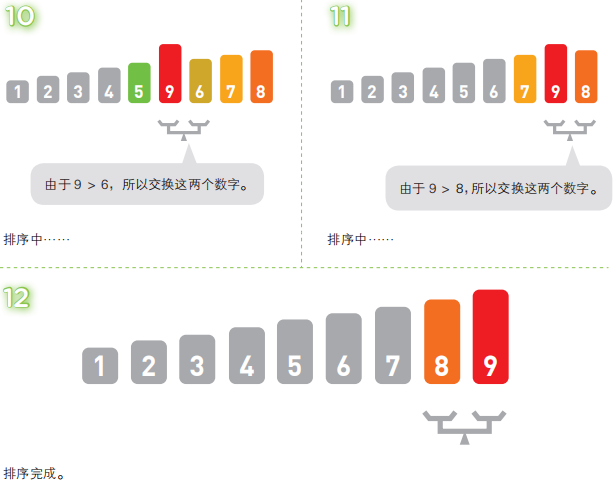 10
1 2 3 4 5 9 6 7 8
由于 9 > 6，所以交换这两个数字。
排序中……
11
1 2 3 4 5 6 7 9 8
由于 9 > 8，所以交换这两个数字。
排序中……
12
1 2 3 4 5 6 7 8 9
排序完成。